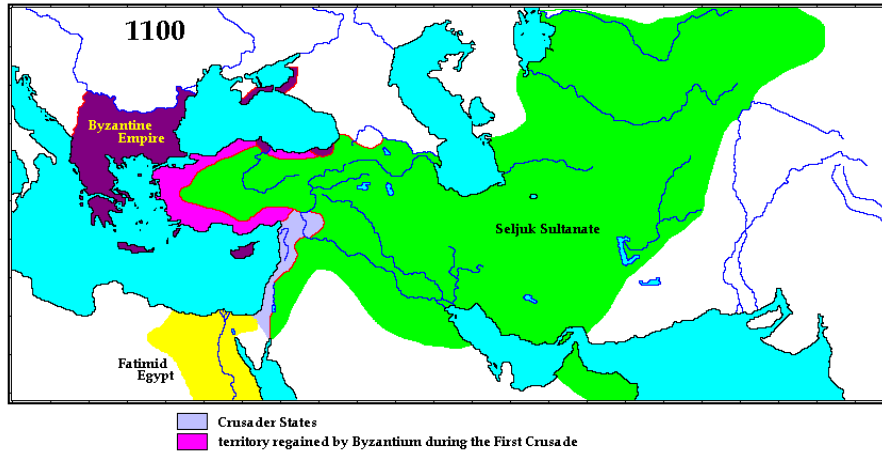 1100
Byzantine
Empire
Seljuk Sultanate
Fatimid
Egypt
Crusader States
territory regained by Byzantium during the First Crusade